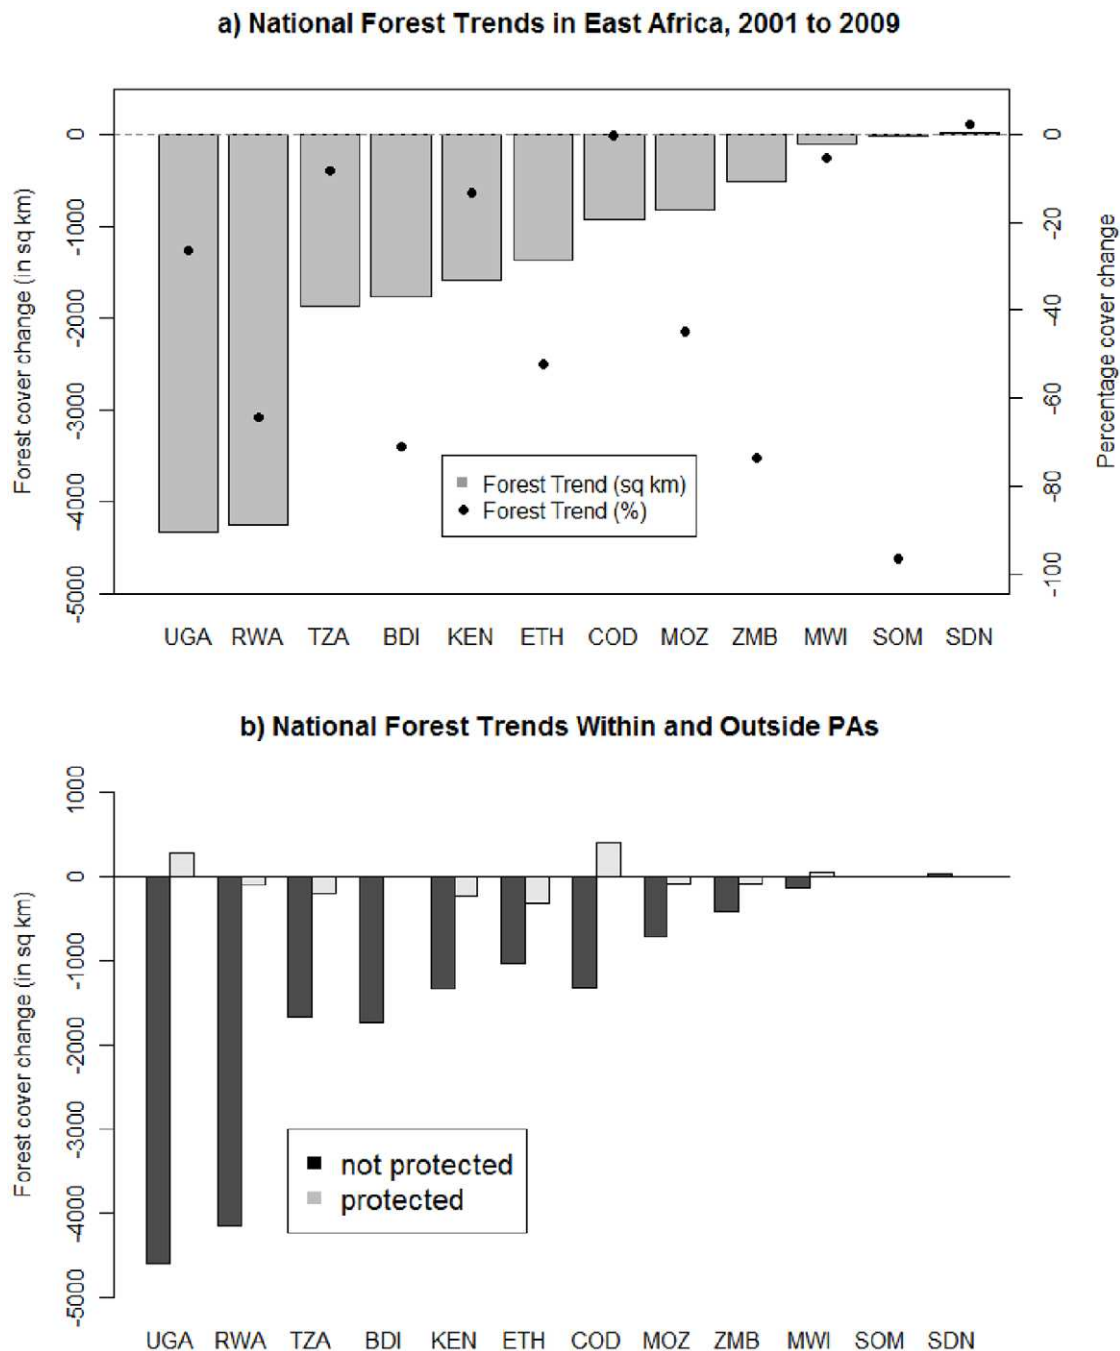 a) National Forest Trends in East Africa, 2001 to 2009
Forest cover change (in sq km)
0
-1000
-2000
-3000
-4000
-5000
Percentage cover change
0
-20
-40
-60
-80
-100
Forest Trend (sq km)
Forest Trend (%)
UGA RWA TZA BDI KEN ETH COD MOZ ZMB MWI SOM SDN
b) National Forest Trends Within and Outside PAs
Forest cover change (in sq km)
1000
0
-1000
-2000
-3000
-4000
-5000
not protected
protected
UGA RWA TZA BDI KEN ETH COD MOZ ZMB MWI SOM SDN